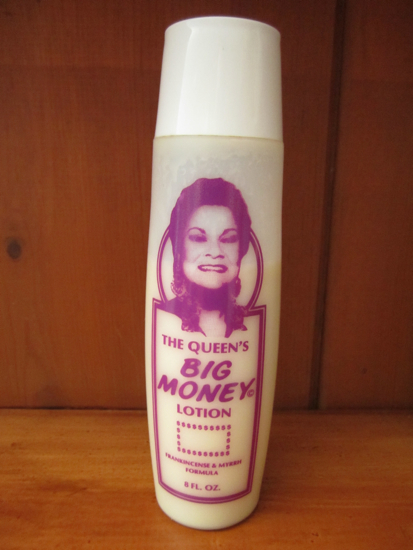 THE QUEEN'S
BIG
MONEY©
LOTION
FRANKINCENSE & MYRRH
FORMULA
8 FL. OZ.